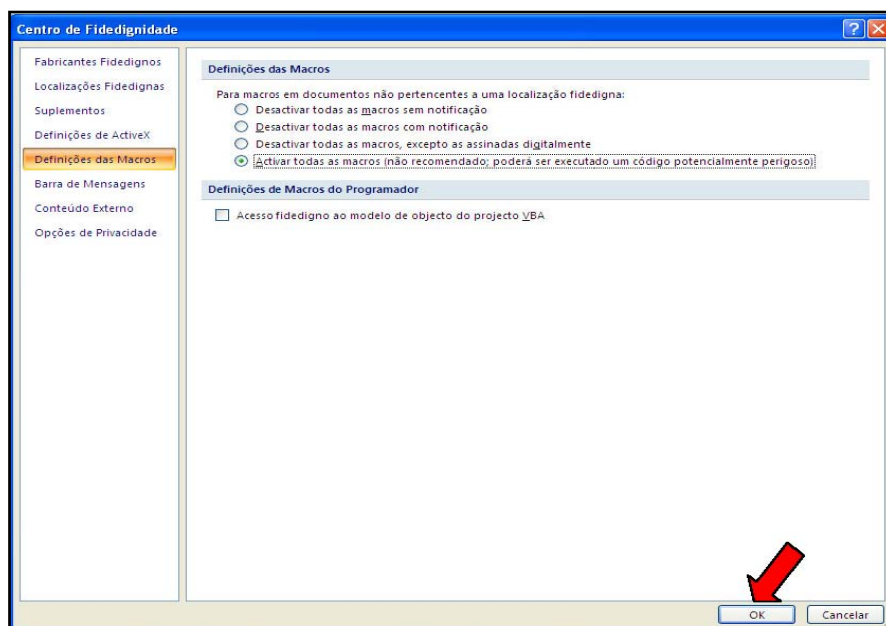 Centro de Fidedignidade
Fabricantes Fidedignos
Localizações Fidedignas
Suplementos
Definições de ActiveX
Definições das Macros
Barra de Mensagens
Conteúdo Externo
Opções de Privacidade
Definições das Macros
Para macros em documentos não pertencentes a uma localização fidedigna:
Desactivar todas as macros sem notificação
Desactivar todas as macros com notificação
Desactivar todas as macros, excepto as assinadas digitalmente
Activar todas as macros (não recomendado; poderá ser executado um código potencialmente perigoso)
Definições de Macros do Programador
Acesso fidedigno ao modelo de objecto do projecto VBA
OK Cancelar